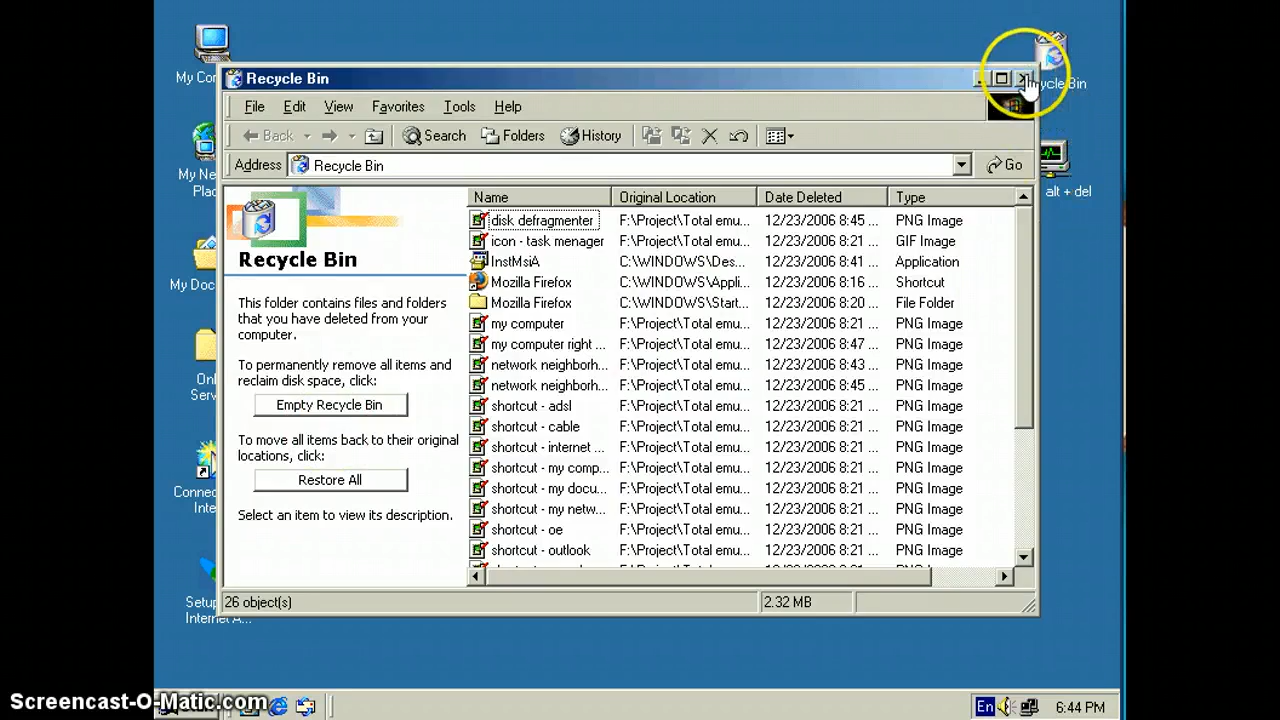 My Co
Recycle Bin
ycle Bin
File Edit View Favorites Tools Help
Back Search Folders History
Address Recycle Bin Go
My Ne
Plac
alt + del
Name Original Location Date Deleted Type
disk defragmenter F:\Project\Total emu... 12/23/2006 8:45 ... PNG Image
icon - task menager F:\Project\Total emu... 12/23/2006 8:21 ... GIF Image
InstMsiA C:\WINDOWS\Des... 12/23/2006 8:41 ... Application
Mozilla Firefox C:\WINDOWS\Appli... 12/23/2006 8:16 ... Shortcut
Mozilla Firefox C:\WINDOWS\Start... 12/23/2006 8:20 ... File Folder
my computer F:\Project\Total emu... 12/23/2006 8:21 ... PNG Image
my computer right ... F:\Project\Total emu... 12/23/2006 8:47 ... PNG Image
network neighborh... F:\Project\Total emu... 12/23/2006 8:43 ... PNG Image
network neighborh... F:\Project\Total emu... 12/23/2006 8:45 ... PNG Image
shortcut - adsl F:\Project\Total emu... 12/23/2006 8:21 ... PNG Image
shortcut - cable F:\Project\Total emu... 12/23/2006 8:21 ... PNG Image
shortcut - internet ... F:\Project\Total emu... 12/23/2006 8:21 ... PNG Image
shortcut - my comp... F:\Project\Total emu... 12/23/2006 8:21 ... PNG Image
shortcut - my docu... F:\Project\Total emu... 12/23/2006 8:21 ... PNG Image
shortcut - my netw... F:\Project\Total emu... 12/23/2006 8:21 ... PNG Image
shortcut - oe F:\Project\Total emu... 12/23/2006 8:21 ... PNG Image
shortcut - outlook F:\Project\Total emu... 12/23/2006 8:21 ... PNG Image
Recycle Bin
This folder contains files and folders
that you have deleted from your
computer.
To permanently remove all items and
reclaim disk space, click:
Empty Recycle Bin
To move all items back to their original
locations, click:
Restore All
Select an item to view its description.
My Do
Onl
Serv
Connec
Inte
Setup
Internet A...
26 object(s) 2.32 MB
Screencast-O-Matic.com
En 6:44 PM